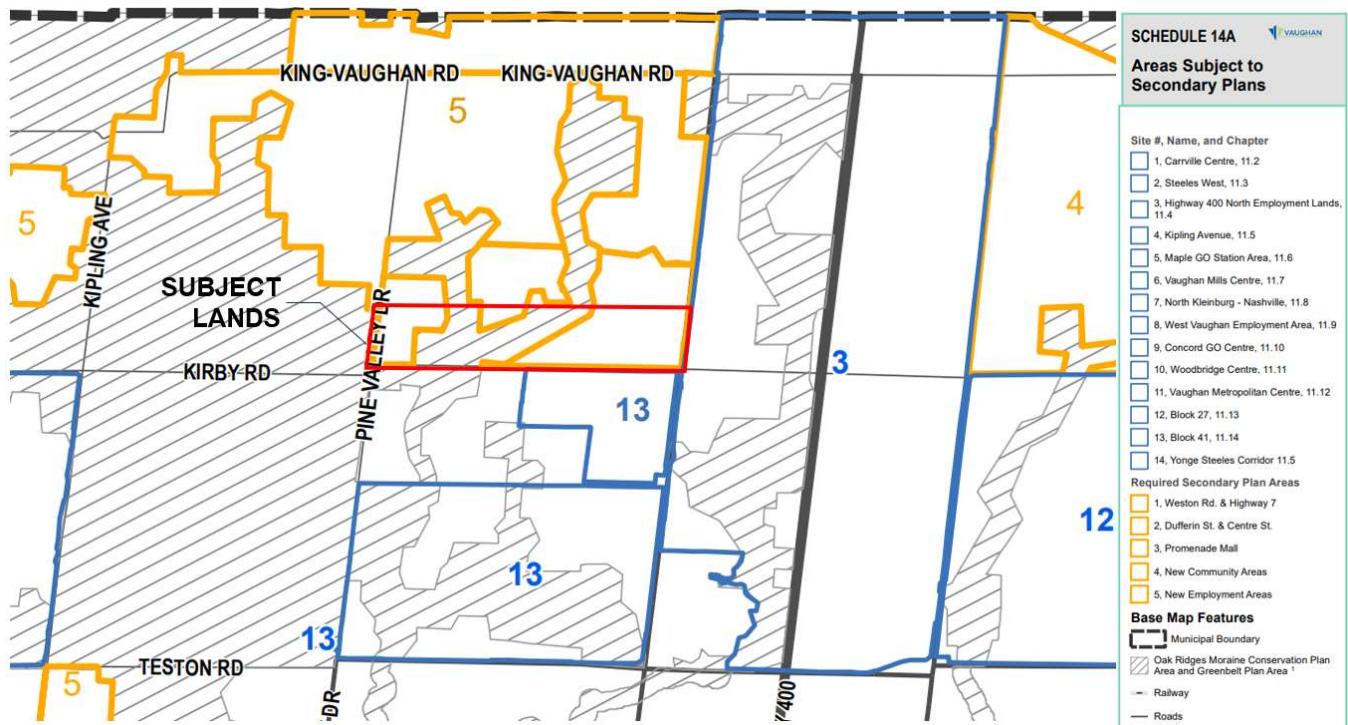 KING-VAUGHAN RD
KING-VAUGHAN RD
5
5
4
KIPLING AVE
SUBJECT
LANDS
PINE-VALLEY DR
KIRBY RD
3
13
12
13
13
TESTON RD
5
DR
Y 400
SCHEDULE 14A
VAUGHAN
Areas Subject to
Secondary Plans
Site #, Name, and Chapter
1, Carrville Centre, 11.2
2, Steeles West, 11.3
3, Highway 400 North Employment Lands,
11.4
4, Kipling Avenue, 11.5
5, Maple GO Station Area, 11.6
6, Vaughan Mills Centre, 11.7
7, North Kleinburg - Nashville, 11.8
8, West Vaughan Employment Area, 11.9
9, Concord GO Centre, 11.10
10, Woodbridge Centre, 11.11
11, Vaughan Metropolitan Centre, 11.12
12, Block 27, 11.13
13, Block 41, 11.14
14, Yonge Steeles Corridor 11.5
Required Secondary Plan Areas
1, Weston Rd. & Highway 7
2, Dufferin St. & Centre St.
3, Promenade Mall
4, New Community Areas
5, New Employment Areas
Base Map Features
Municipal Boundary
Oak Ridges Moraine Conservation Plan
Area and Greenbelt Plan Area 1
Railway
Roads